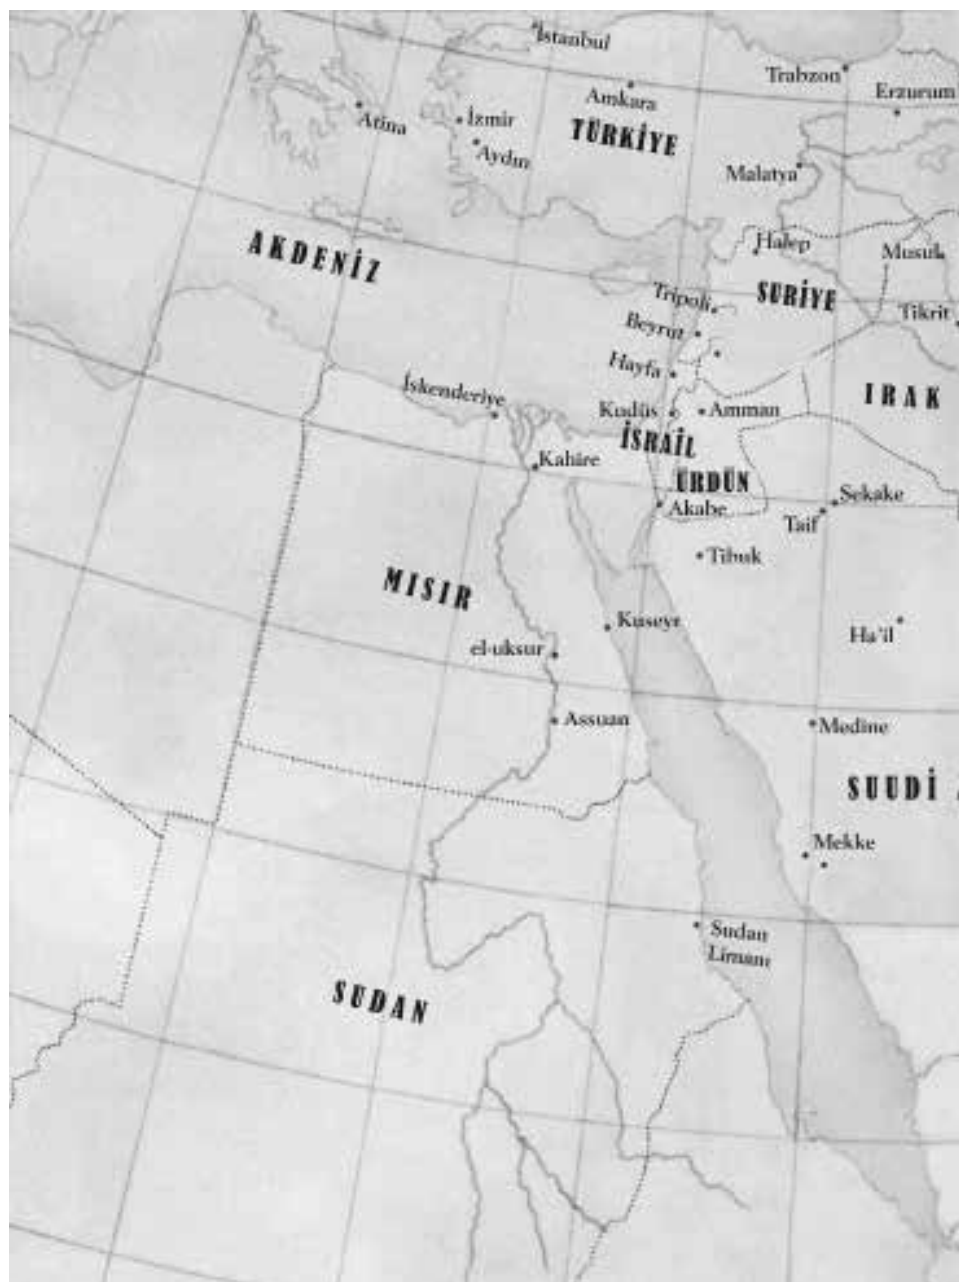 İstanbul
Trabzon
Amkara
Erzurum
Atina
İzmir
TÜRKİYE
Aydın
Malatya
AKDENİZ
Halep
Musul
SURİYE
Tripoli
Tikrit
Beyrut
Hayfa
IRAK
İskenderiye
Kudüs
Amman
İSRAİL
Kahire
ÜRDÜN
Sekake
Akabe
Taif
Tibuk
MISIR
Kuseyr
Ha'il
el-uksur
Assuan
Medine
SUUDİ
Mekke
Sudan
Limanı
SUDAN